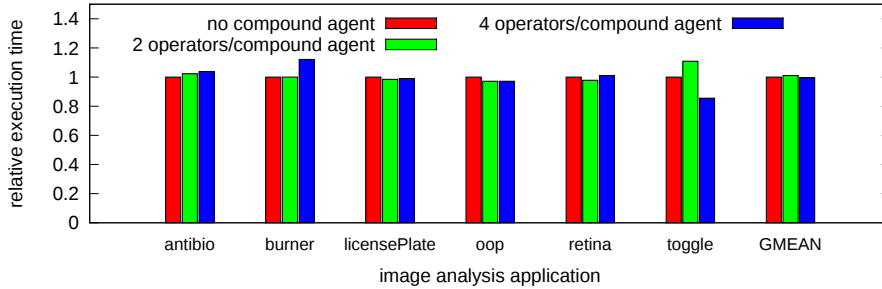 no compound agent
2 operators/compound agent
4 operators/compound agent
relative execution time
1.4
1.2
1
0.8
0.6
0.4
0.2
0
antibio burner licensePlate oop retina toggle GMEAN
image analysis application